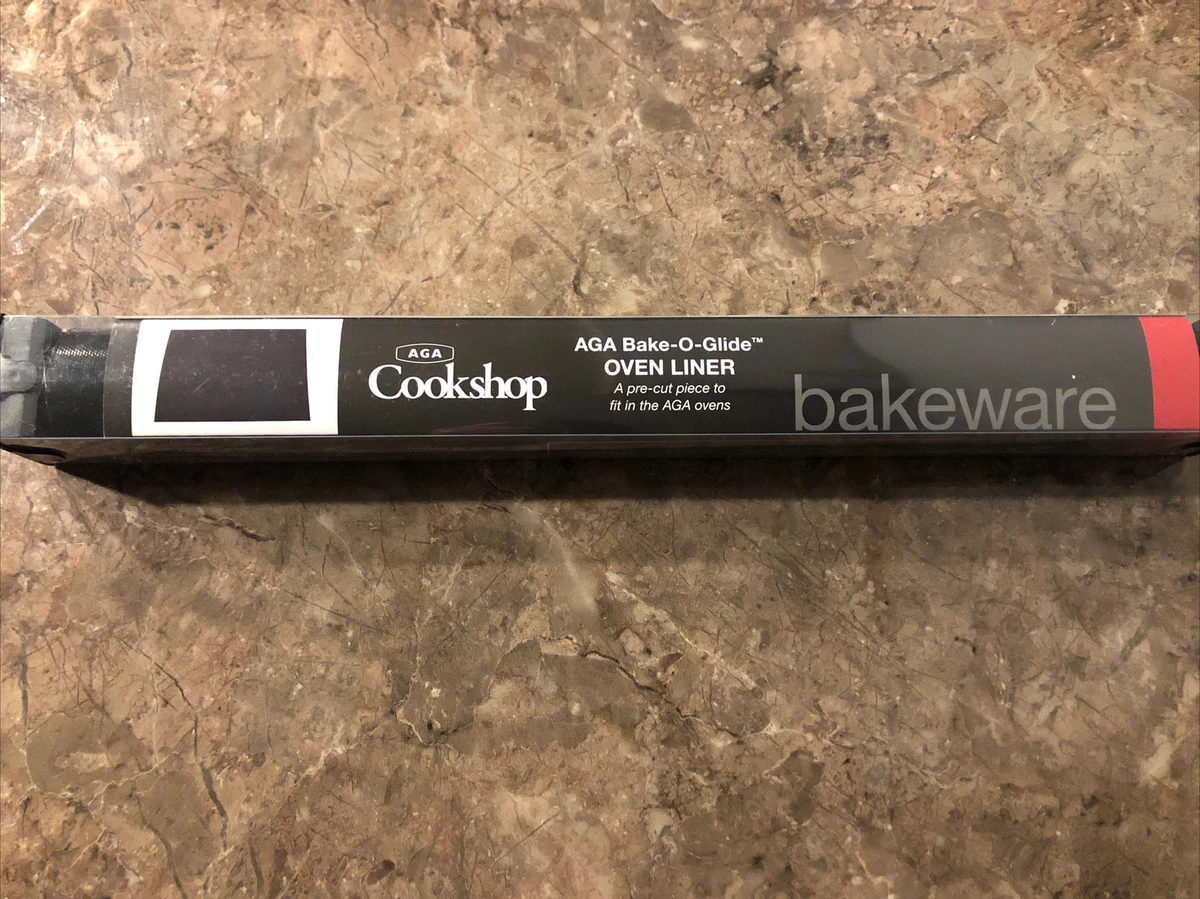 AGA
Cookshop
AGA Bake-O-Glide™
OVEN LINER
A pre-cut piece to
fit in the AGA ovens
bakeware